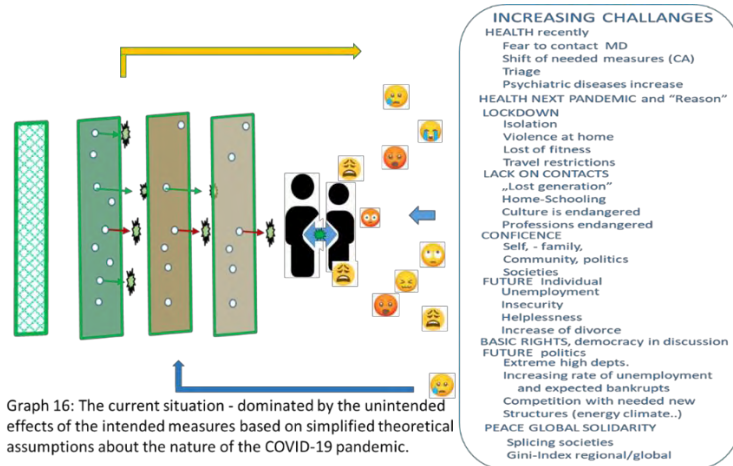 INCREASING CHALLANGES
HEALTH recently
Fear to contact MD
Shift of needed measures (CA)
Triage
Psychiatric diseases increase
HEALTH NEXT PANDEMIC and “Reason”
LOCKDOWN
Isolation
Violence at home
Lost of fitness
Travel restrictions
LACK ON CONTACTS
„Lost generation”
Home-Schooling
Culture is endangered
Professions endangered
CONFICENCE
Self, - family,
Community, politics
Societies
FUTURE Individual
Unemployment
Insecurity
Helplessness
Increase of divorce
BASIC RIGHTS, democracy in discussion
FUTURE politics
Extreme high depts.
Increasing rate of unemployment
and expected bankrupts
Competition with needed new
Structures (energy climate..)
PEACE GLOBAL SOLIDARITY
Splicing societies
Gini-Index regional/global
Graph 16: The current situation - dominated by the unintended
effects of the intended measures based on simplified theoretical
assumptions about the nature of the COVID-19 pandemic.